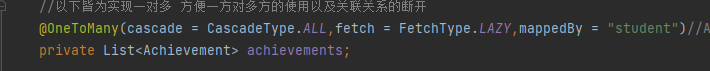 //以下皆为实现一对多 方便一方对多方的使用以及关联关系的断开
@OneToMany(cascade = CascadeType.ALL,fetch = FetchType.LAZY,mappedBy = "student")//A
private List<Achievement> achievements;